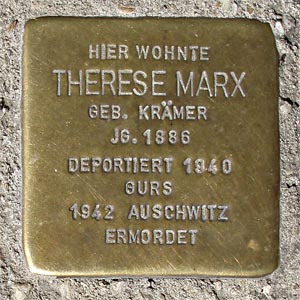 HIER WOHNTE
THERESE MARX
GEB. KRÄMER
JG. 1886
DEPORTIERT 1940
GURS
1942 AUSCHWITZ
ERMORDET